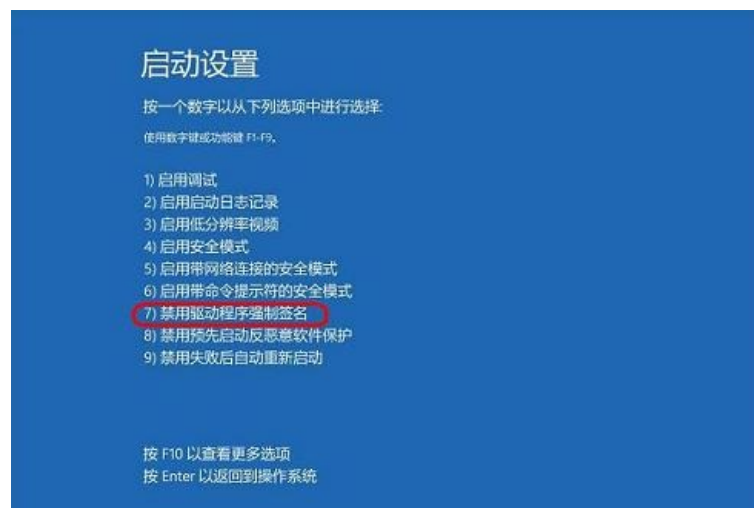 启动设置
按一个数字以从下列选项中进行选择:
使用数字键或功能键 F1-F9。
1) 启用调试
2) 启用启动日志记录
3) 启用低分辨率视频
4) 启用安全模式
5) 启用带网络连接的安全模式
6) 启用带命令提示符的安全模式
7) 禁用驱动程序强制签名
8) 禁用预先启动反恶意软件保护
9) 禁用失败后自动重新启动
按 F10 以查看更多选项
按 Enter 以返回到操作系统